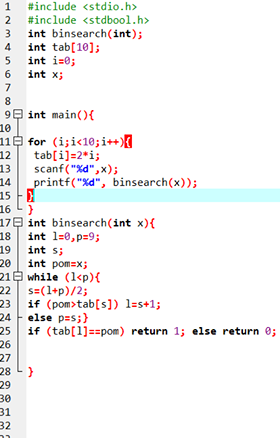 1 #include <stdio.h>
2 #include <stdbool.h>
3 int binsearch(int);
4 int tab[10];
5 int i=0;
6 int x;
7
8
9 int main(){
10
11 for (i;i<10;i++){
12 tab[i]=2*i;
13 scanf("%d",x);
14 printf("%d", binsearch(x));
15 }
16 }
17 int binsearch(int x){
18 int l=0,p=9;
19 int s;
20 int pom=x;
21 while (l<p){
22 s=(l+p)/2;
23 if (pom>tab[s]) l=s+1;
24 else p=s;}
25 if (tab[l]==pom) return 1; else return 0;
26
27
28 }
29
30
31
32